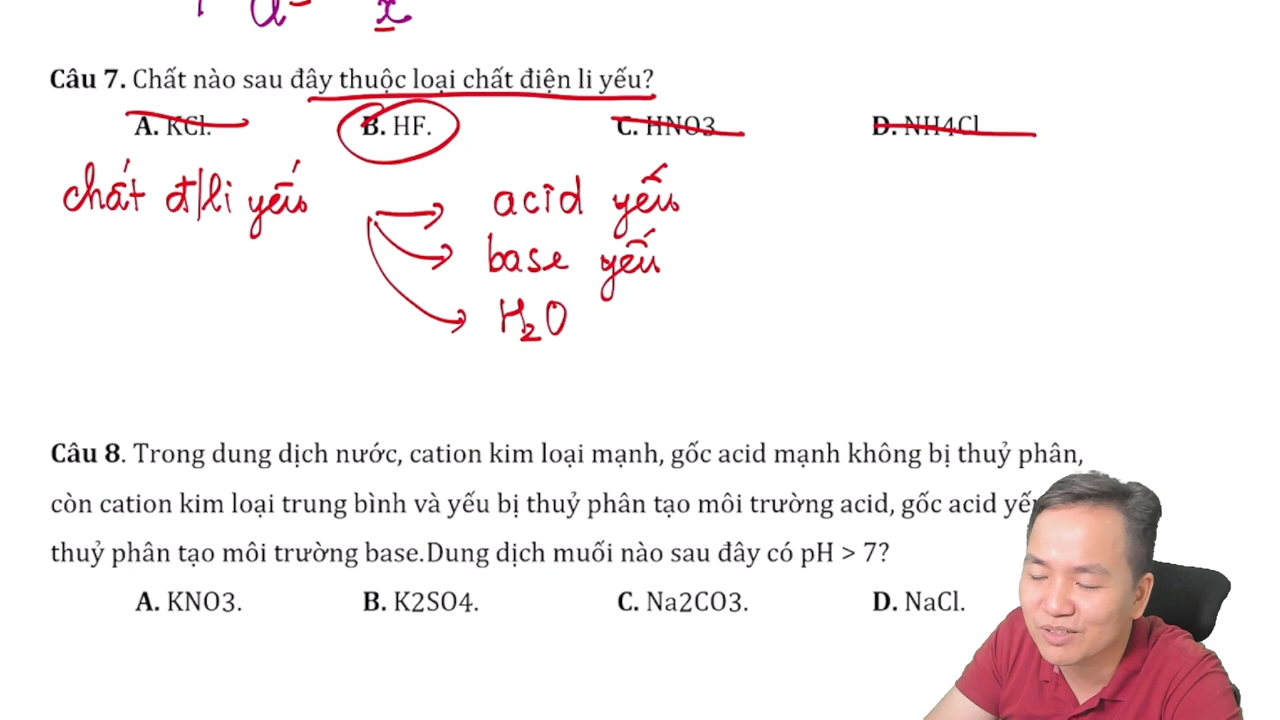 Câu 7. Chất nào sau đây thuộc loại chất điện li yếu?
A. KCl. B. HF. C. HNO3 D. NH4Cl
chất đ/li yếu acid yếu
base yếu
H2O
Câu 8. Trong dung dịch nước, cation kim loại mạnh, gốc acid mạnh không bị thuỷ phân,
còn cation kim loại trung bình và yếu bị thuỷ phân tạo môi trường acid, gốc acid
thuỷ phân tạo môi trường base.Dung dịch muối nào sau đây có pH > 7?
A. KNO3. B. K2SO4. C. Na2CO3. D. NaCl.